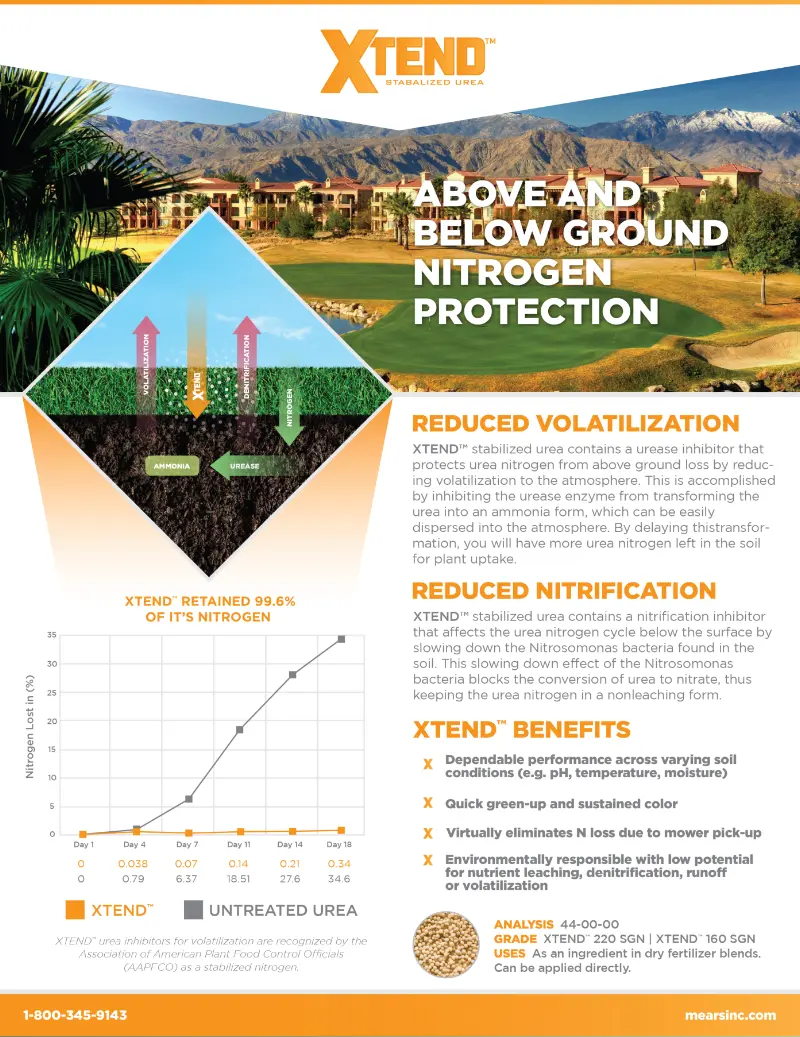 XTEND™
STABALIZED UREA
ABOVE AND
BELOW GROUND
NITROGEN
PROTECTION
VOLATILIZATION
XTEND
DENITRIFICATION
NITROGEN
AMMONIA
UREASE
REDUCED VOLATILIZATION
XTEND™ stabilized urea contains a urease inhibitor that
protects urea nitrogen from above ground loss by reduc-
ing volatilization to the atmosphere. This is accomplished
by inhibiting the urease enzyme from transforming the
urea into an ammonia form, which can be easily
dispersed into the atmosphere. By delaying thistransfor-
mation, you will have more urea nitrogen left in the soil
for plant uptake.
REDUCED NITRIFICATION
XTEND™ stabilized urea contains a nitrification inhibitor
that affects the urea nitrogen cycle below the surface by
slowing down the Nitrosomonas bacteria found in the
soil. This slowing down effect of the Nitrosomonas
bacteria blocks the conversion of urea to nitrate, thus
keeping the urea nitrogen in a nonleaching form.
XTEND™ BENEFITS
X Dependable performance across varying soil
conditions (e.g. pH, temperature, moisture)
X Quick green-up and sustained color
X Virtually eliminates N loss due to mower pick-up
X Environmentally responsible with low potential
for nutrient leaching, denitrification, runoff
or volatilization
ANALYSIS 44-00-00
GRADE XTEND™ 220 SGN | XTEND™ 160 SGN
USES As an ingredient in dry fertilizer blends.
Can be applied directly.
XTEND™ RETAINED 99.6%
OF IT'S NITROGEN
Nitrogen Lost in (%)
35
30
25
20
15
10
5
0
Day 1 Day 4 Day 7 Day 11 Day 14 Day 18
0 0.038 0.07 0.14 0.21 0.34
0 0.79 6.37 18.51 27.6 34.6
XTEND™ UNTREATED UREA
XTEND™ urea inhibitors for volatilization are recognized by the
Association of American Plant Food Control Officials
(AAPFCO) as a stabilized nitrogen.
1-800-345-9143
mearsinc.com